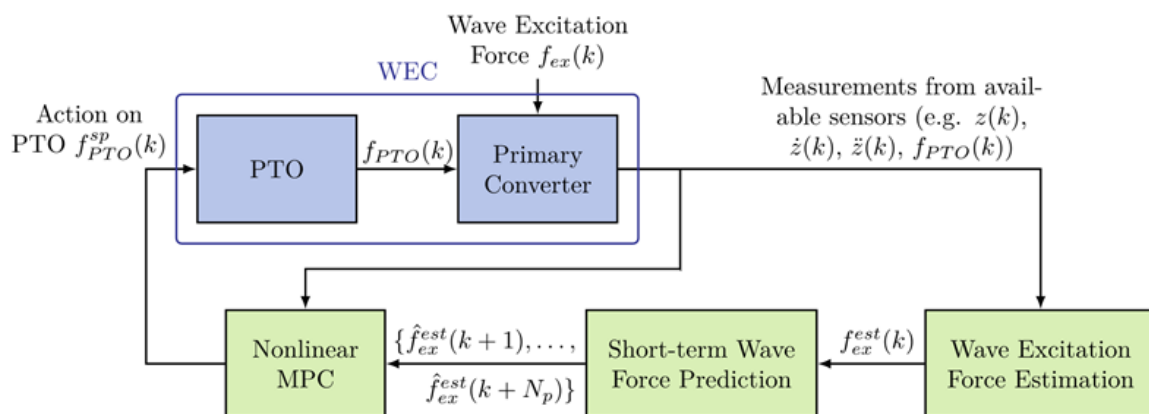 Wave Excitation
Force f_{ex}(k)
WEC
Action on
PTO f_{PTO}^{sp}(k)
PTO
f_{PTO}(k)
Primary
Converter
Measurements from avail-
able sensors (e.g. z(k),
ż(k), z̈(k), f_{PTO}(k))
Nonlinear
MPC
{f̂_{ex}^{est}(k + 1), . . . ,
f̂_{ex}^{est}(k + N_p)}
Short-term Wave
Force Prediction
f_{ex}^{est}(k)
Wave Excitation
Force Estimation